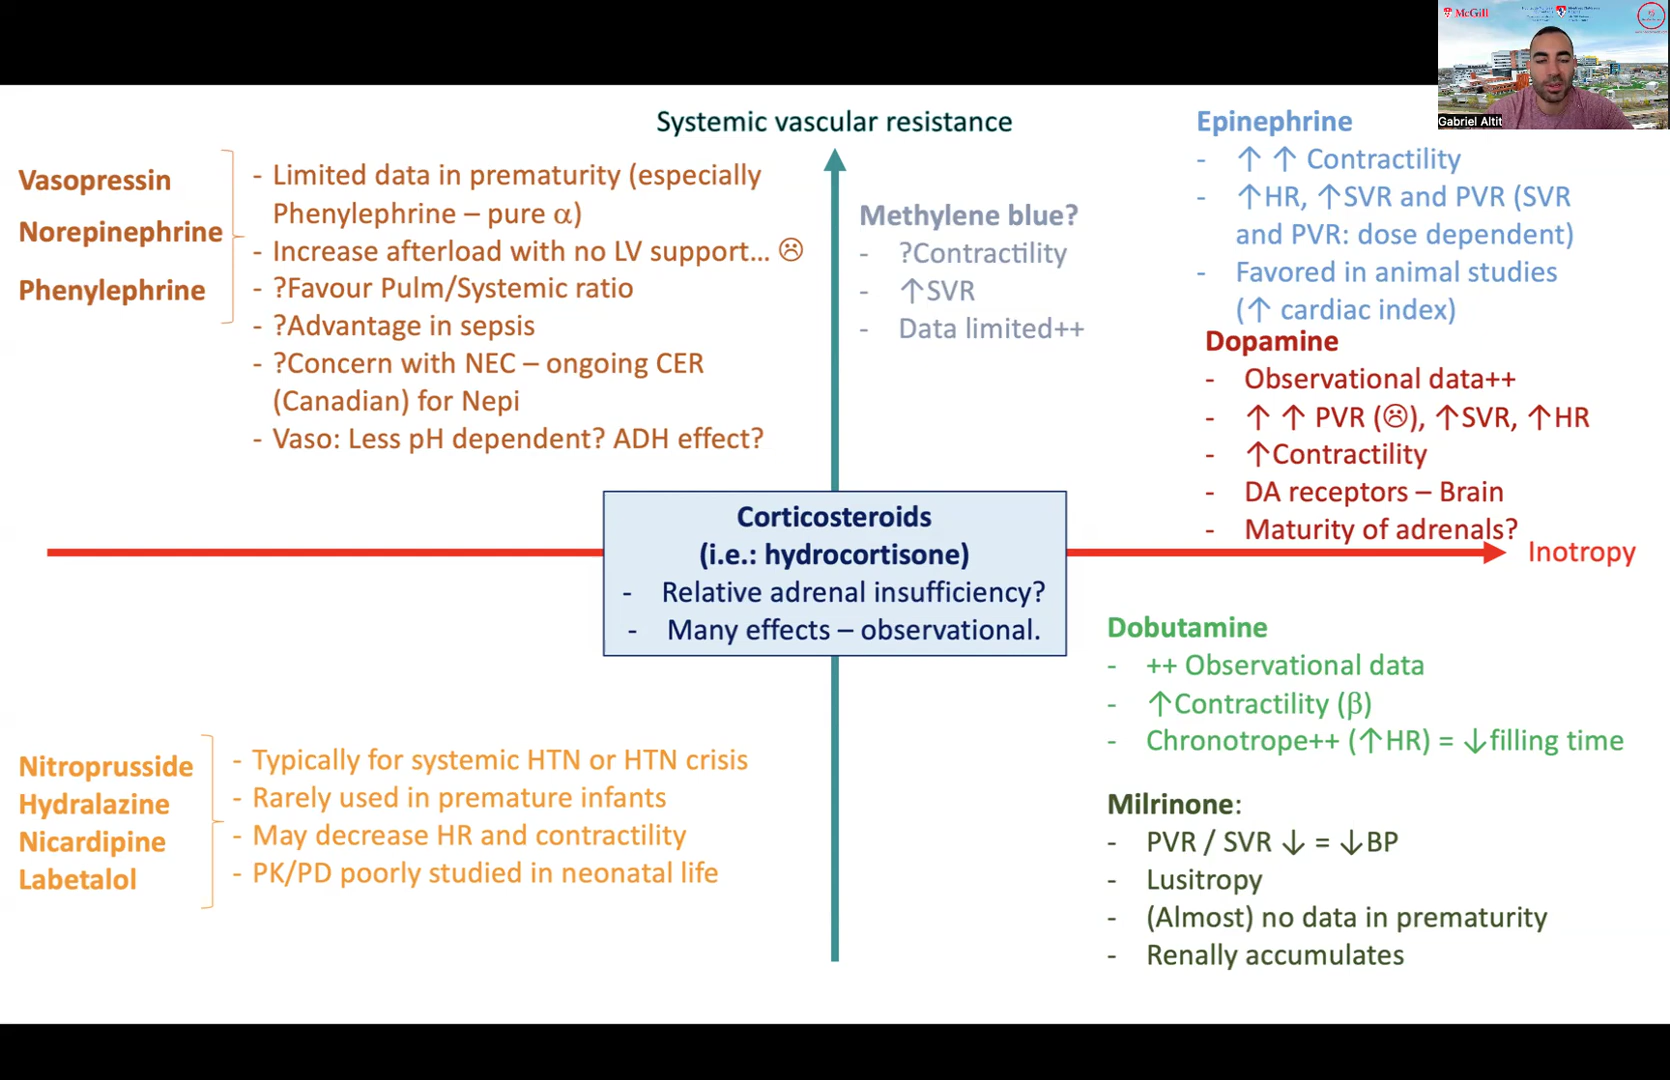 McGill
Gabriel Altit
Systemic vascular resistance
Vasopressin
Norepinephrine
Phenylephrine
- Limited data in prematurity (especially
Phenylephrine – pure α)
- Increase afterload with no LV support... ☹
- ?Favour Pulm/Systemic ratio
- ?Advantage in sepsis
- ?Concern with NEC – ongoing CER
(Canadian) for Nepi
- Vaso: Less pH dependent? ADH effect?
Methylene blue?
- ?Contractility
- ↑SVR
- Data limited++
Epinephrine
- ↑ ↑ Contractility
- ↑HR, ↑SVR and PVR (SVR
and PVR: dose dependent)
- Favored in animal studies
(↑ cardiac index)
Dopamine
- Observational data++
- ↑ ↑ PVR (☹), ↑SVR, ↑HR
- ↑Contractility
- DA receptors – Brain
- Maturity of adrenals?
Inotropy
Corticosteroids
(i.e.: hydrocortisone)
- Relative adrenal insufficiency?
- Many effects – observational.
Nitroprusside
Hydralazine
Nicardipine
Labetalol
- Typically for systemic HTN or HTN crisis
- Rarely used in premature infants
- May decrease HR and contractility
- PK/PD poorly studied in neonatal life
Dobutamine
- ++ Observational data
- ↑Contractility (β)
- Chronotrope++ (↑HR) = ↓filling time
Milrinone:
- PVR / SVR ↓ = ↓BP
- Lusitropy
- (Almost) no data in prematurity
- Renally accumulates